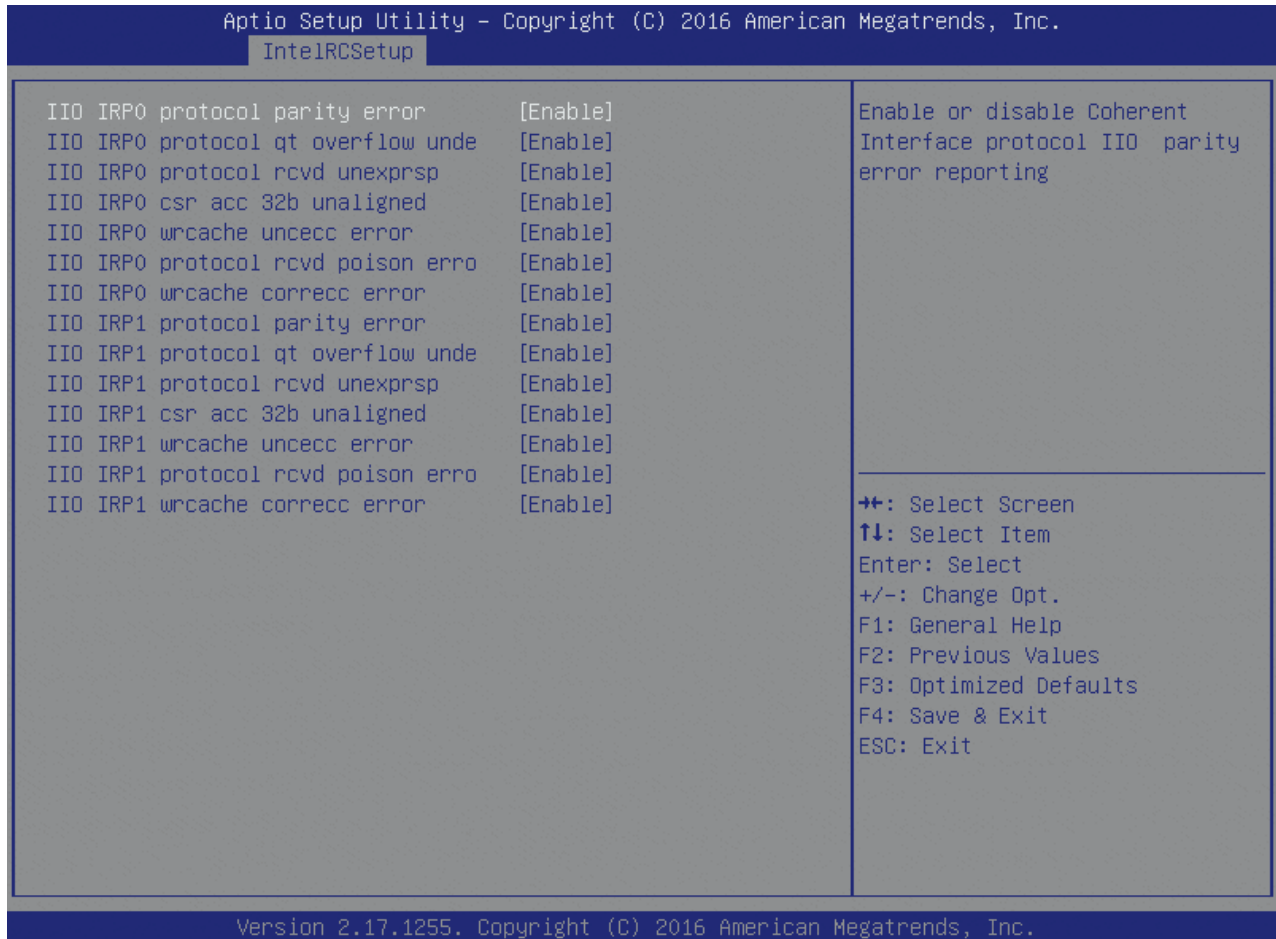 Aptio Setup Utility – Copyright (C) 2016 American Megatrends, Inc.
IntelRCSetup
IIO IRP0 protocol parity error [Enable]
IIO IRP0 protocol qt overflow unde [Enable]
IIO IRP0 protocol rcvd unexprsp [Enable]
IIO IRP0 csr acc 32b unaligned [Enable]
IIO IRP0 wrcache uncecc error [Enable]
IIO IRP0 protocol rcvd poison erro [Enable]
IIO IRP0 wrcache correcc error [Enable]
IIO IRP1 protocol parity error [Enable]
IIO IRP1 protocol qt overflow unde [Enable]
IIO IRP1 protocol rcvd unexprsp [Enable]
IIO IRP1 csr acc 32b unaligned [Enable]
IIO IRP1 wrcache uncecc error [Enable]
IIO IRP1 protocol rcvd poison erro [Enable]
IIO IRP1 wrcache correcc error [Enable]
Enable or disable Coherent
Interface protocol IIO  parity
error reporting
→←: Select Screen
↑↓: Select Item
Enter: Select
+/-: Change Opt.
F1: General Help
F2: Previous Values
F3: Optimized Defaults
F4: Save & Exit
ESC: Exit
Version 2.17.1255. Copyright (C) 2016 American Megatrends, Inc.